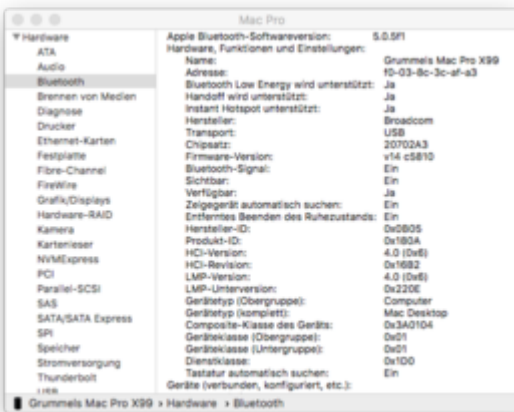 Mac Pro
Hardware
ATA
Audio
Bluetooth
Brennen von Medien
Diagnose
Drucker
Ethernet-Karten
Festplatte
Fibre-Channel
FireWire
Grafik/Displays
Hardware-RAID
Kamera
Kartenleser
NVMExpress
PCI
Parallel-SCSI
SAS
SATA/SATA Express
SPI
Speicher
Stromversorgung
Thunderbolt
USB
Apple Bluetooth-Softwareversion: 5.0.5f1
Hardware, Funktionen und Einstellungen:
Name: Grummels Mac Pro X99
Adresse: f0-03-8c-3c-af-a3
Bluetooth Low Energy wird unterstützt: Ja
Handoff wird unterstützt: Ja
Instant Hotspot unterstützt: Ja
Hersteller: Broadcom
Transport: USB
Chipsatz: 20702A3
Firmware-Version: v14 c5810
Bluetooth-Signal: Ein
Sichtbar: Ein
Verfügbar: Ja
Zeigegerät automatisch suchen: Ein
Entferntes Beenden des Ruhezustands: Ein
Hersteller-ID: 0x0B05
Produkt-ID: 0x180A
HCI-Version: 4.0 (0x6)
HCI-Revision: 0x16B2
LMP-Version: 4.0 (0x6)
LMP-Unterversion: 0x220E
Gerätetyp (Obergruppe): Computer
Gerätetyp (komplett): Mac Desktop
Composite-Klasse des Geräts: 0x3A0104
Geräteklasse (Obergruppe): 0x01
Geräteklasse (Untergruppe): 0x01
Dienstklasse: 0x1D0
Tastatur automatisch suchen: Ein
Geräte (verbunden, konfiguriert, etc.):
Grummels Mac Pro X99 › Hardware › Bluetooth